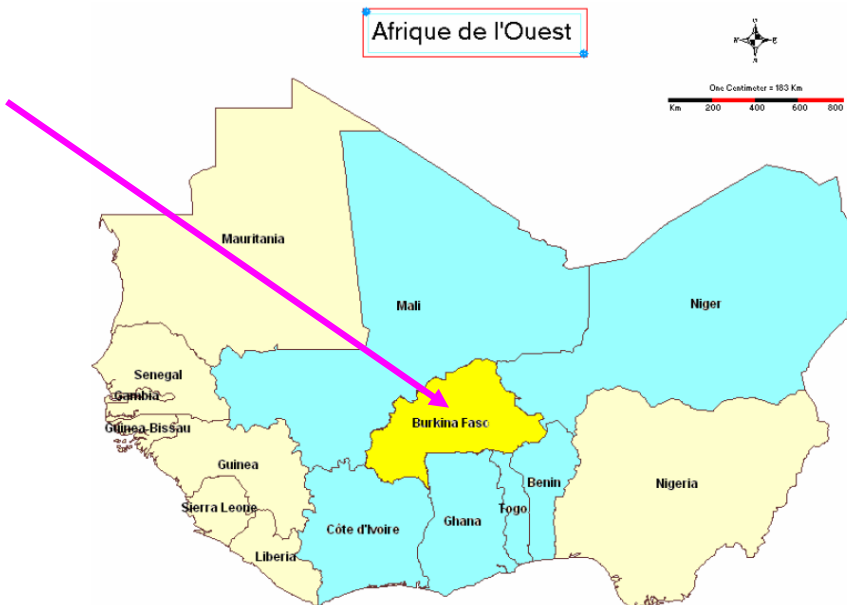 Afrique de l'Ouest
N
W E
One Centimeter = 183 Km
Km 200 400 600 800
Mauritania
Mali
Niger
Senegal
Gambia
Guinea-Bissau
Burkina Faso
Guinea
Sierra Leone
Liberia
Côte d'Ivoire
Ghana
Togo
Benin
Nigeria